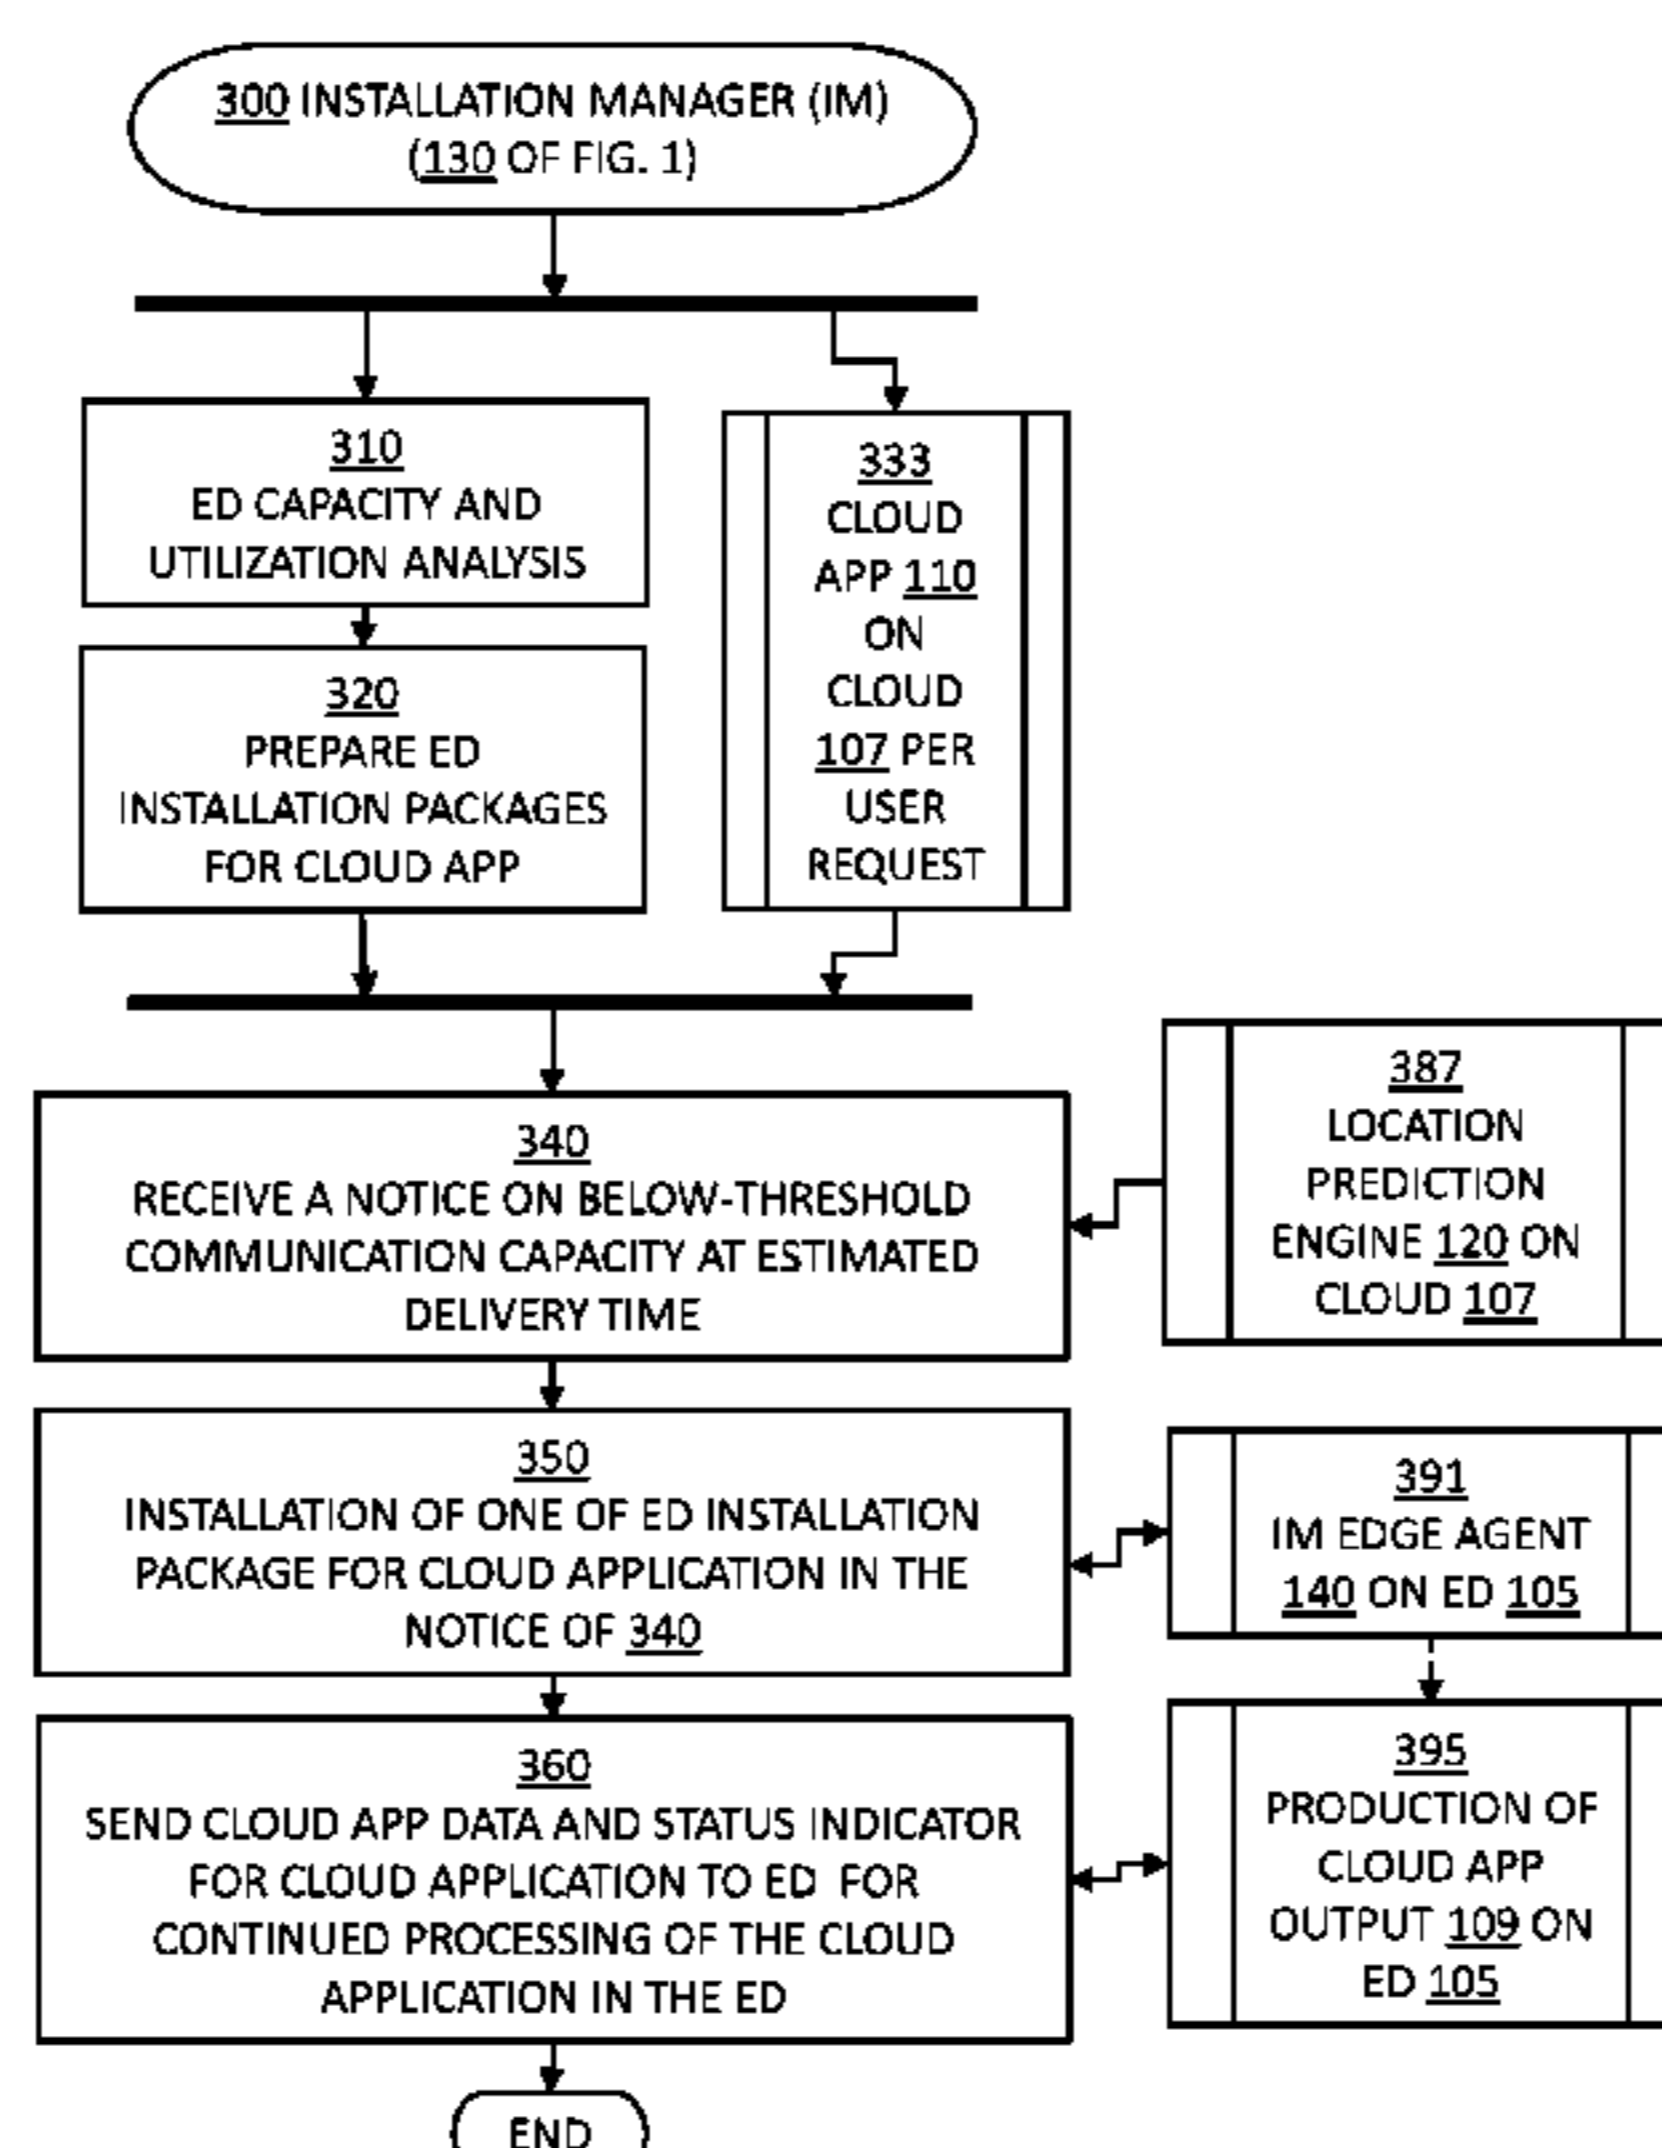 300 INSTALLATION MANAGER (IM)
(130 OF FIG. 1)
310
ED CAPACITY AND
UTILIZATION ANALYSIS
320
PREPARE ED
INSTALLATION PACKAGES
FOR CLOUD APP
333
CLOUD
APP 110
ON
CLOUD
107 PER
USER
REQUEST
340
RECEIVE A NOTICE ON BELOW-THRESHOLD
COMMUNICATION CAPACITY AT ESTIMATED
DELIVERY TIME
387
LOCATION
PREDICTION
ENGINE 120 ON
CLOUD 107
350
INSTALLATION OF ONE OF ED INSTALLATION
PACKAGE FOR CLOUD APPLICATION IN THE
NOTICE OF 340
391
IM EDGE AGENT
140 ON ED 105
360
SEND CLOUD APP DATA AND STATUS INDICATOR
FOR CLOUD APPLICATION TO ED FOR
CONTINUED PROCESSING OF THE CLOUD
APPLICATION IN THE ED
395
PRODUCTION OF
CLOUD APP
OUTPUT 109 ON
ED 105
END